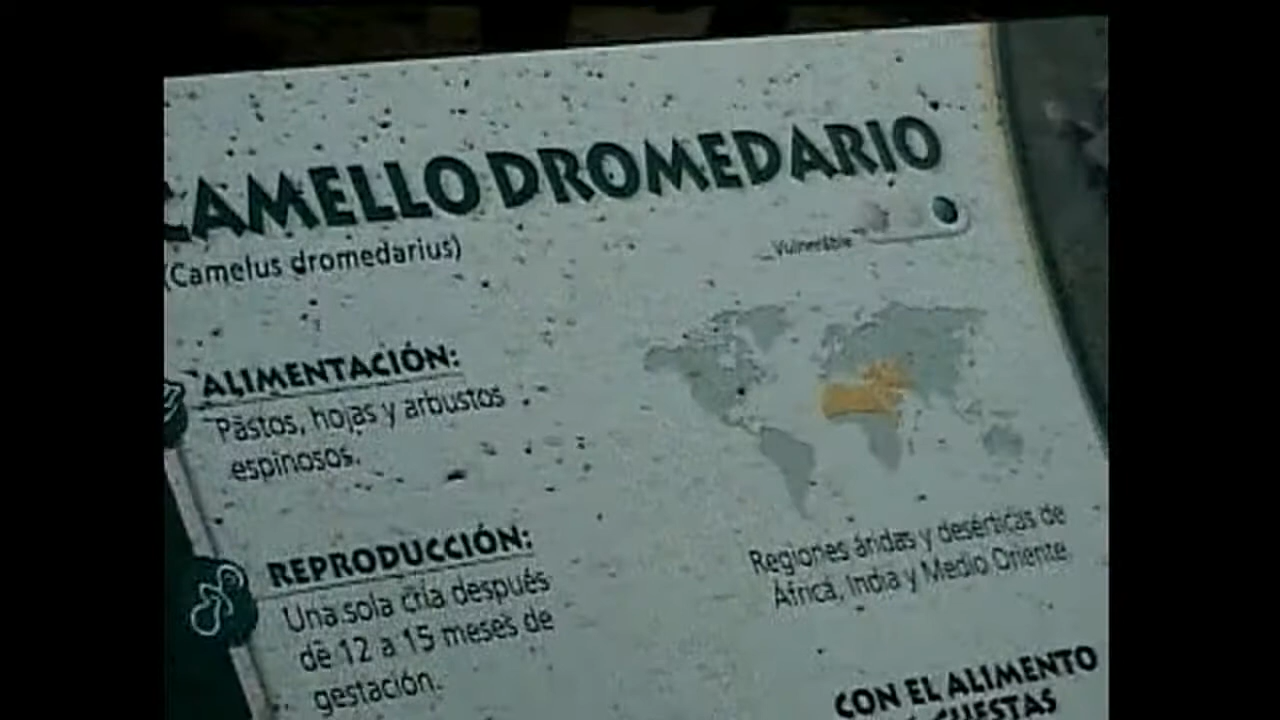 CAMELLO DROMEDARIO
(Camelus dromedarius)
Vulnerable
ALIMENTACIÓN:
Pastos, hojas y arbustos
espinosos.
REPRODUCCIÓN:
Una sola cría después
de 12 a 15 meses de
gestación.
Regiones áridas y desérticas de
África, India y Medio Oriente
CON EL ALIMENTO
CUESTAS